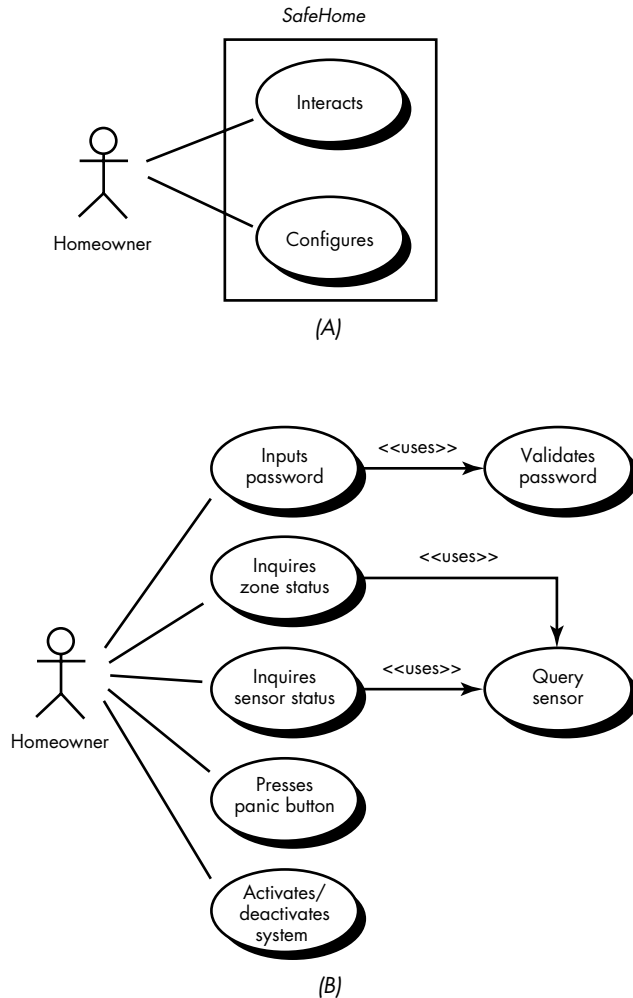 SafeHome
Interacts
Homeowner
Configures
(A)
Inputs
password
<<uses>>
Validates
password
Inquires
zone status
<<uses>>
Inquires
sensor status
<<uses>>
Query
sensor
Homeowner
Presses
panic button
Activates/
deactivates
system
(B)